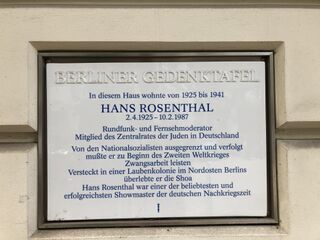 BERLINER GEDENKTAFEL
In diesem Haus wohnte von 1925 bis 1941
HANS ROSENTHAL
2.4.1925 – 10.2.1987
Rundfunk- und Fernsehmoderator
Mitglied des Zentralrates der Juden in Deutschland
Von den Nationalsozialisten ausgegrenzt und verfolgt
mußte er zu Beginn des Zweiten Weltkrieges
Zwangsarbeit leisten
Versteckt in einer Laubenkolonie im Nordosten Berlins
überlebte er die Shoa
Hans Rosenthal war einer der beliebtesten und
erfolgreichsten Showmaster der deutschen Nachkriegszeit